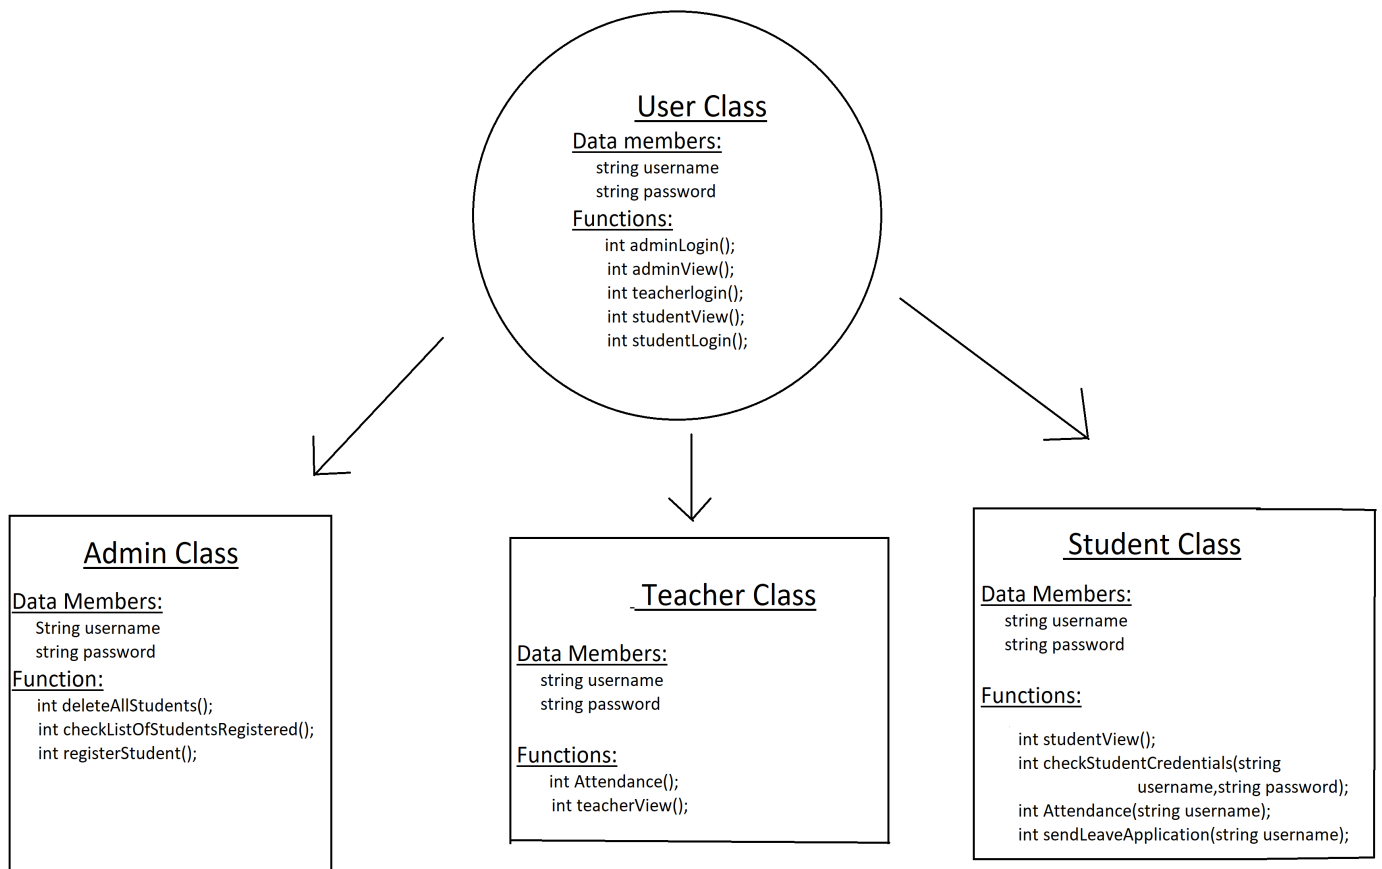 User Class
Data members:
string username
string password
Functions:
int adminLogin();
int adminView();
int teacherlogin();
int studentView();
int studentLogin();
Admin Class
Data Members:
String username
string password
Function:
int deleteAllStudents();
int checkListOfStudentsRegistered();
int registerStudent();
Teacher Class
Data Members:
string username
string password
Functions:
int Attendance();
int teacherView();
Student Class
Data Members:
string username
string password
Functions:
int studentView();
int checkStudentCredentials(string
username,string password);
int Attendance(string username);
int sendLeaveApplication(string username);